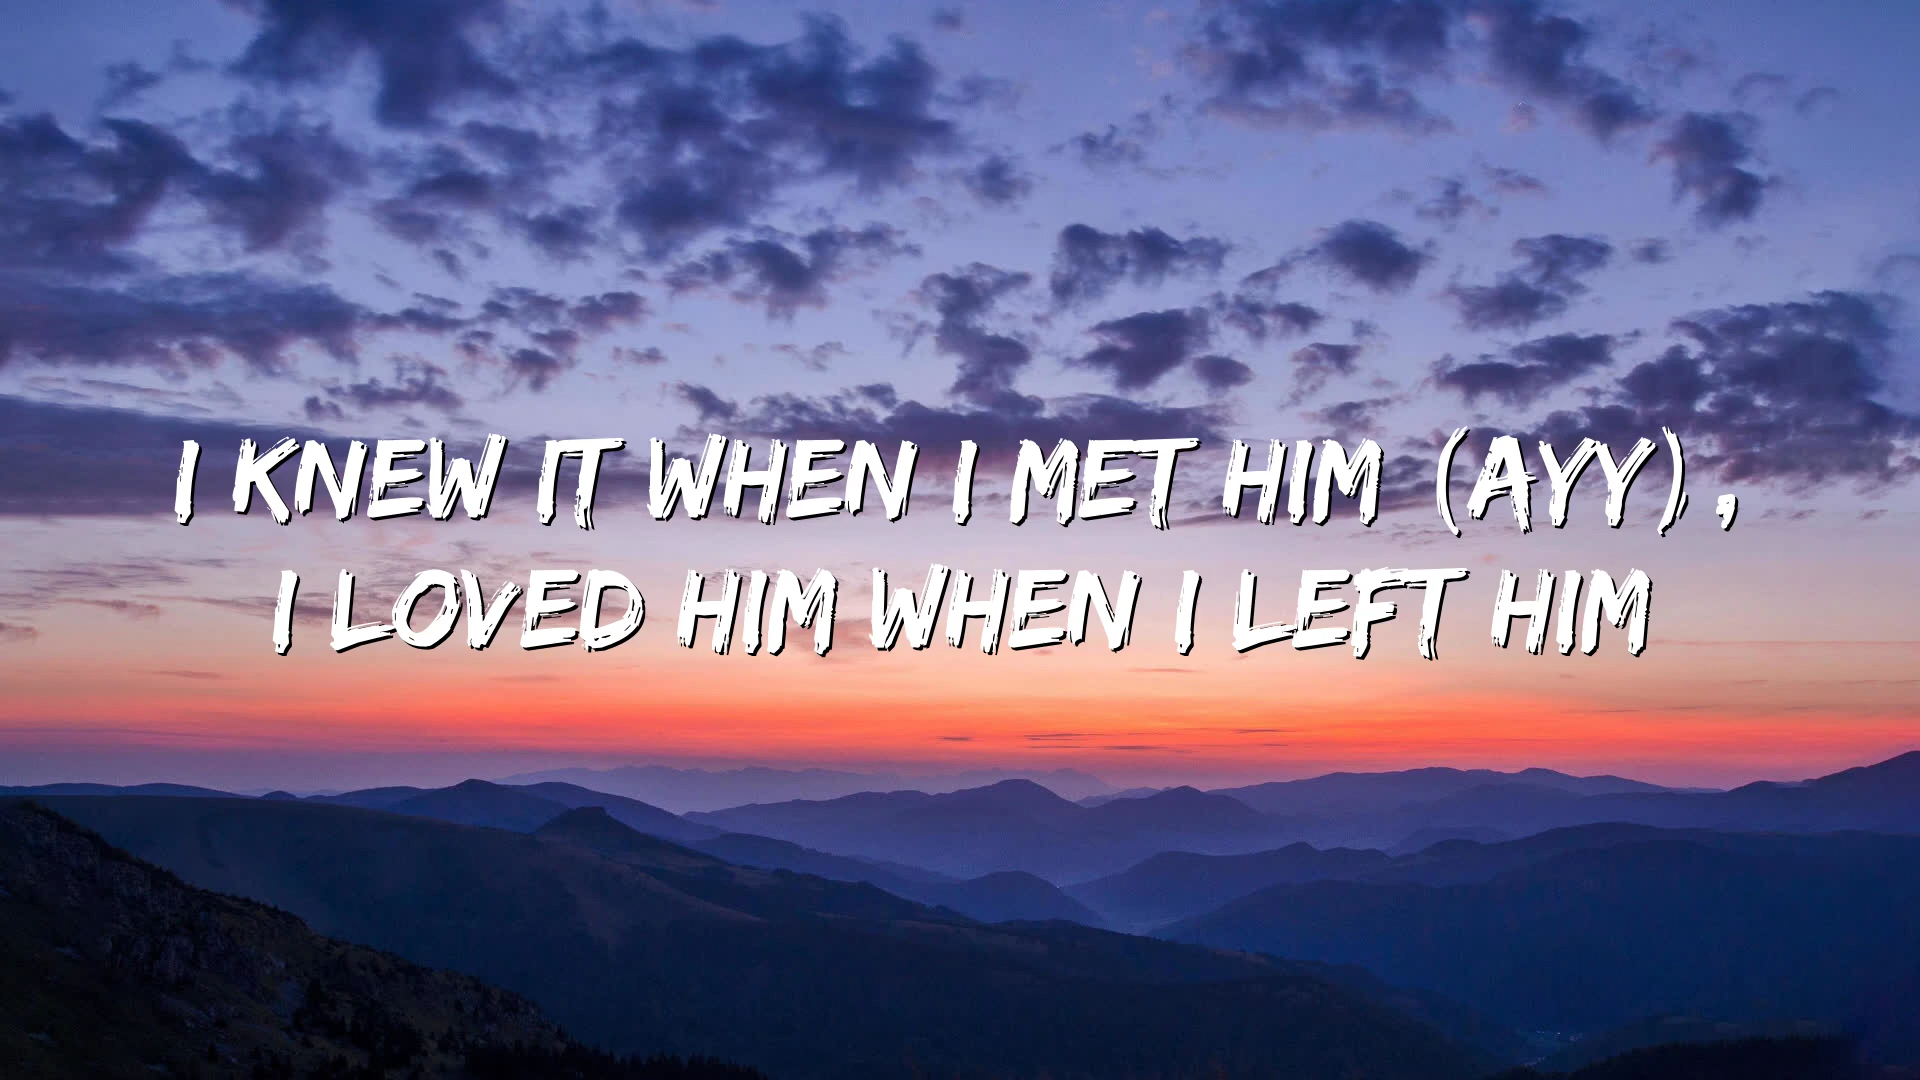 I KNEW IT WHEN I MET HIM (AYY),
I LOVED HIM WHEN I LEFT HIM